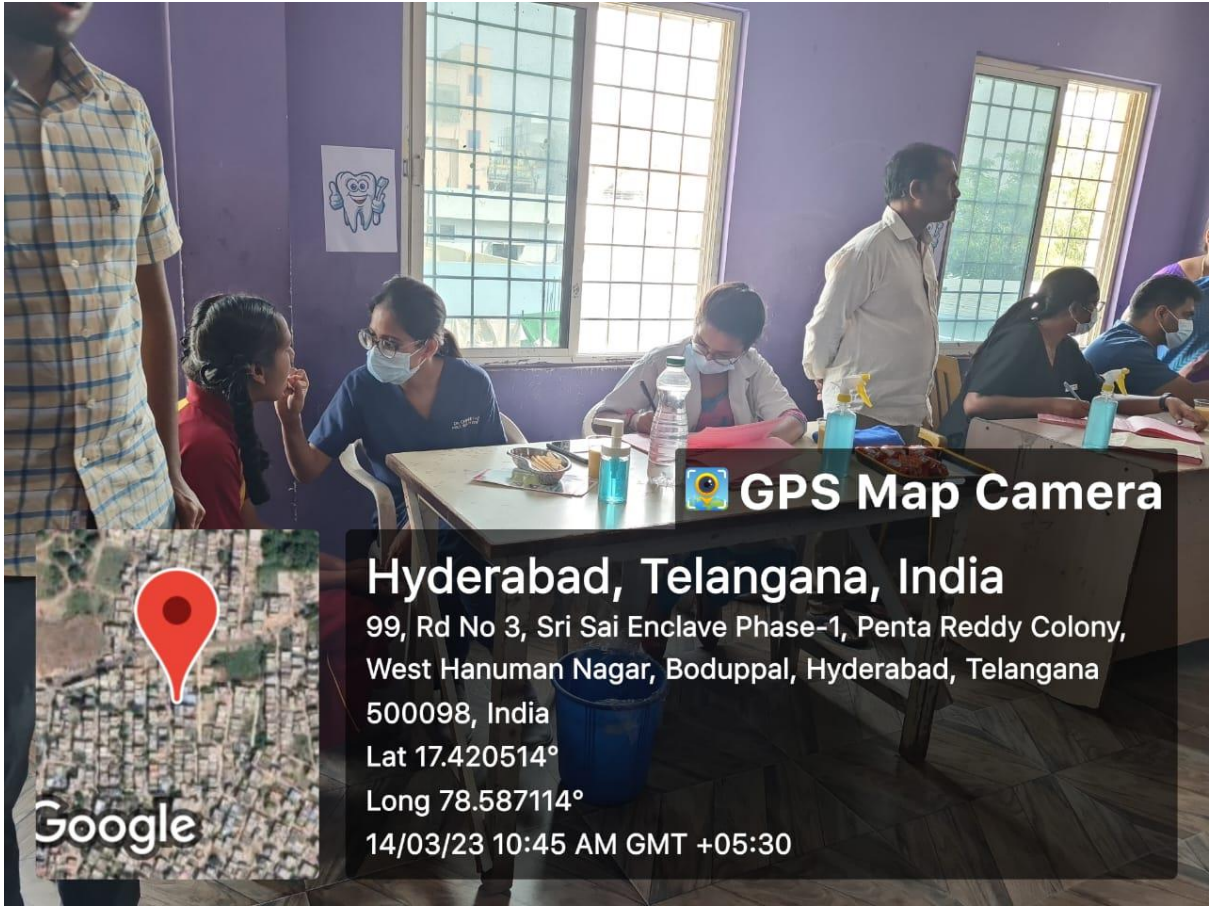 GPS Map Camera
Hyderabad, Telangana, India
99, Rd No 3, Sri Sai Enclave Phase-1, Penta Reddy Colony,
West Hanuman Nagar, Boduppal, Hyderabad, Telangana
500098, India
Lat 17.420514°
Long 78.587114°
14/03/23 10:45 AM GMT +05:30
Google